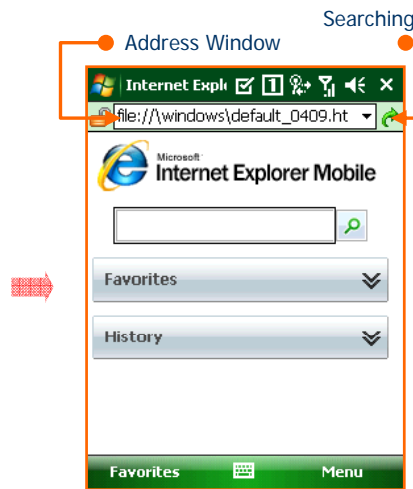 Searching
Address Window
Internet Expl
file://\windows\default_0409.ht
Microsoft
Internet Explorer Mobile
Favorites
History
Favorites Menu